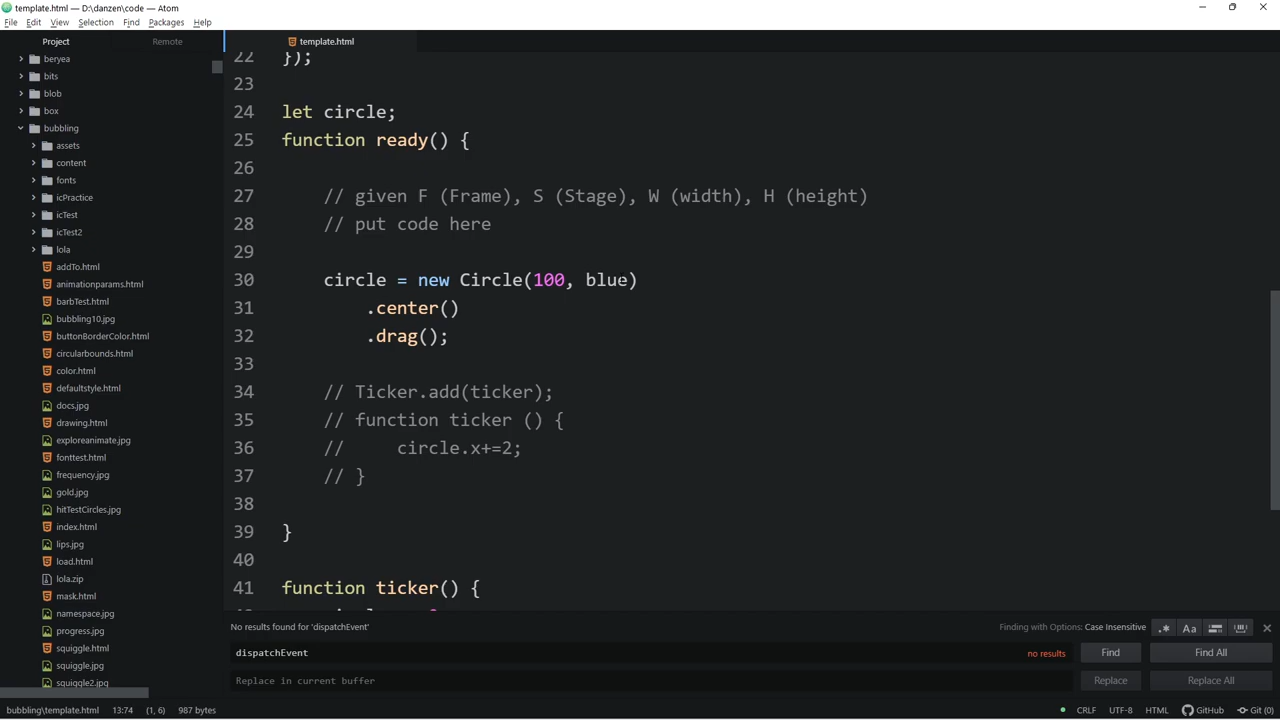 template.html — D:\danzen\code — Atom
File Edit View Selection Find Packages Help
Project Remote
template.html
beryea
bits
blob
box
bubbling
assets
content
fonts
icPractice
icTest
icTest2
lola
addTo.html
animationparams.html
barbTest.html
bubbling10.jpg
buttonBorderColor.html
circularbounds.html
color.html
defaultstyle.html
docs.jpg
drawing.html
exploreanimate.jpg
fonttest.html
frequency.jpg
gold.jpg
hitTestCircles.jpg
index.html
lips.jpg
load.html
lola.zip
mask.html
namespace.jpg
progress.jpg
squiggle.html
squiggle.jpg
squiggle2.jpg
22 });
23
24 let circle;
25 function ready() {
26
27 // given F (Frame), S (Stage), W (width), H (height)
28 // put code here
29
30 circle = new Circle(100, blue)
31 .center()
32 .drag();
33
34 // Ticker.add(ticker);
35 // function ticker () {
36 // circle.x+=2;
37 // }
38
39 }
40
41 function ticker() {
No results found for 'dispatchEvent' Finding with Options: Case Insensitive .* Aa
dispatchEvent no results Find Find All
Replace in current buffer Replace Replace All
bubbling\template.html 13:74 (1, 6) 987 bytes CRLF UTF-8 HTML GitHub Git (0)